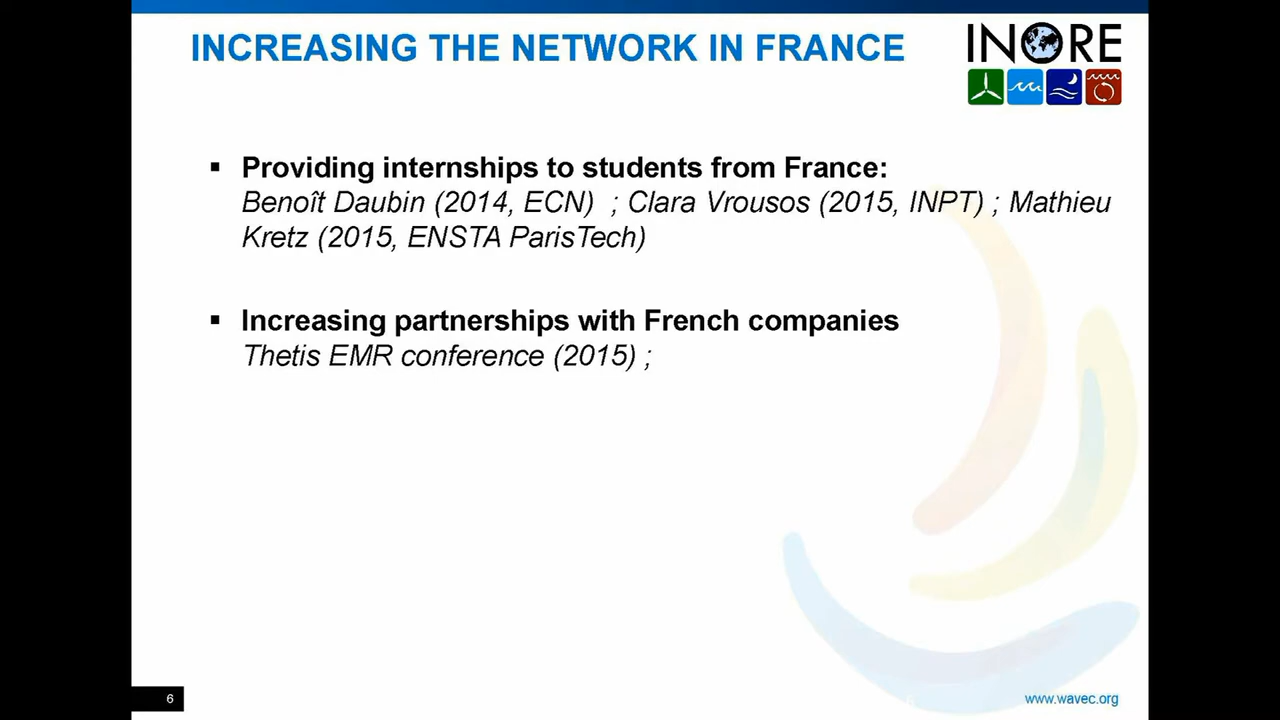 INCREASING THE NETWORK IN FRANCE
INORE
▪ Providing internships to students from France:
Benoît Daubin (2014, ECN)  ; Clara Vrousos (2015, INPT) ; Mathieu
Kretz (2015, ENSTA ParisTech)
▪ Increasing partnerships with French companies
Thetis EMR conference (2015) ;
6
www.wavec.org